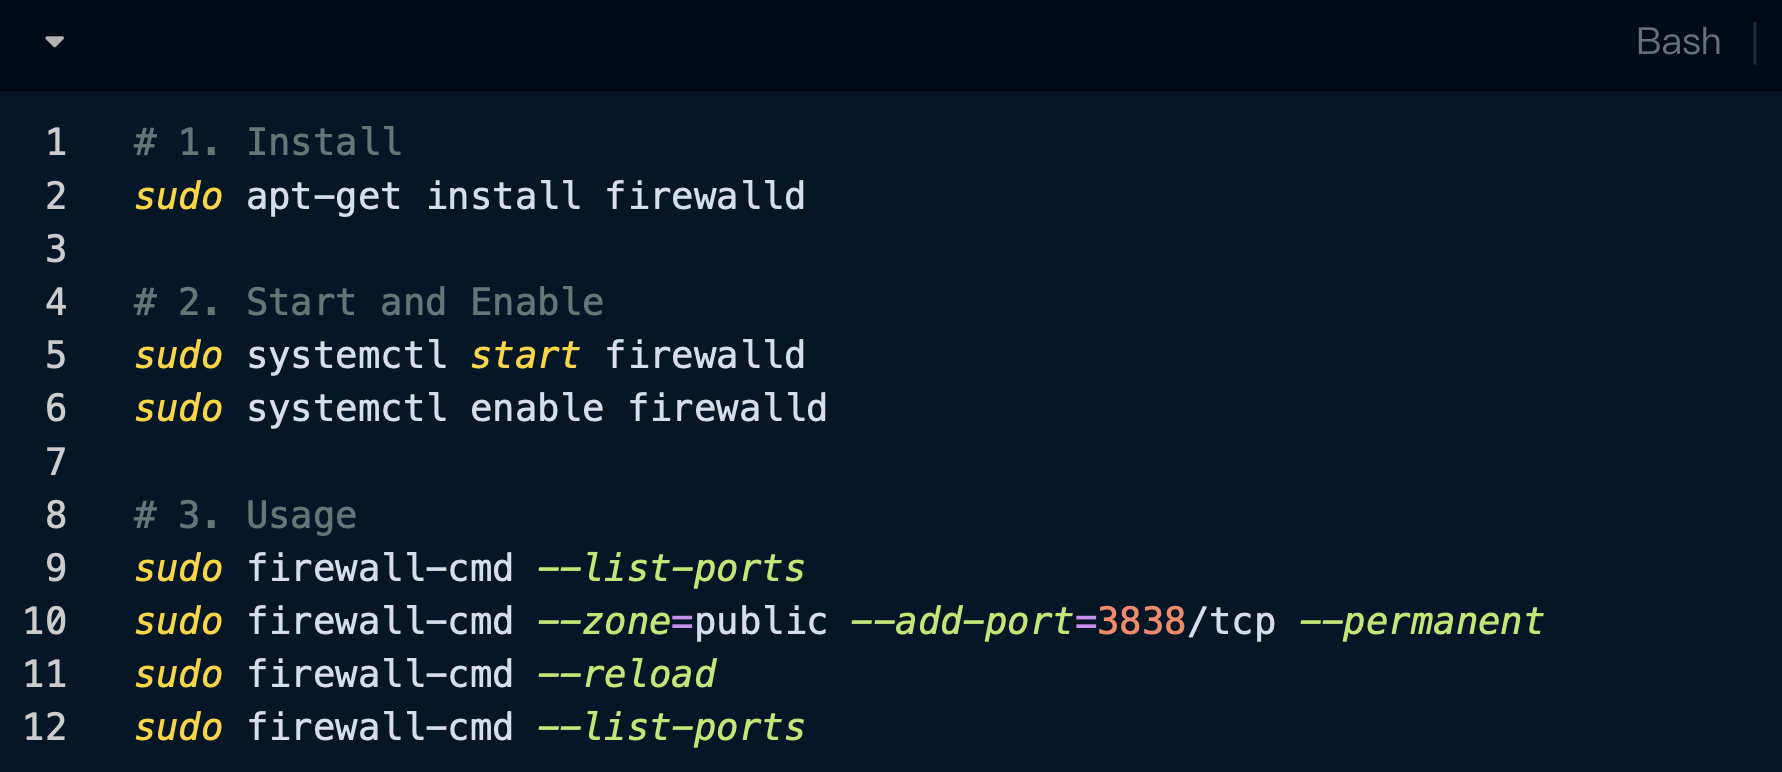 Bash
1 # 1. Install
2 sudo apt-get install firewalld
3
4 # 2. Start and Enable
5 sudo systemctl start firewalld
6 sudo systemctl enable firewalld
7
8 # 3. Usage
9 sudo firewall-cmd --list-ports
10 sudo firewall-cmd --zone=public --add-port=3838/tcp --permanent
11 sudo firewall-cmd --reload
12 sudo firewall-cmd --list-ports